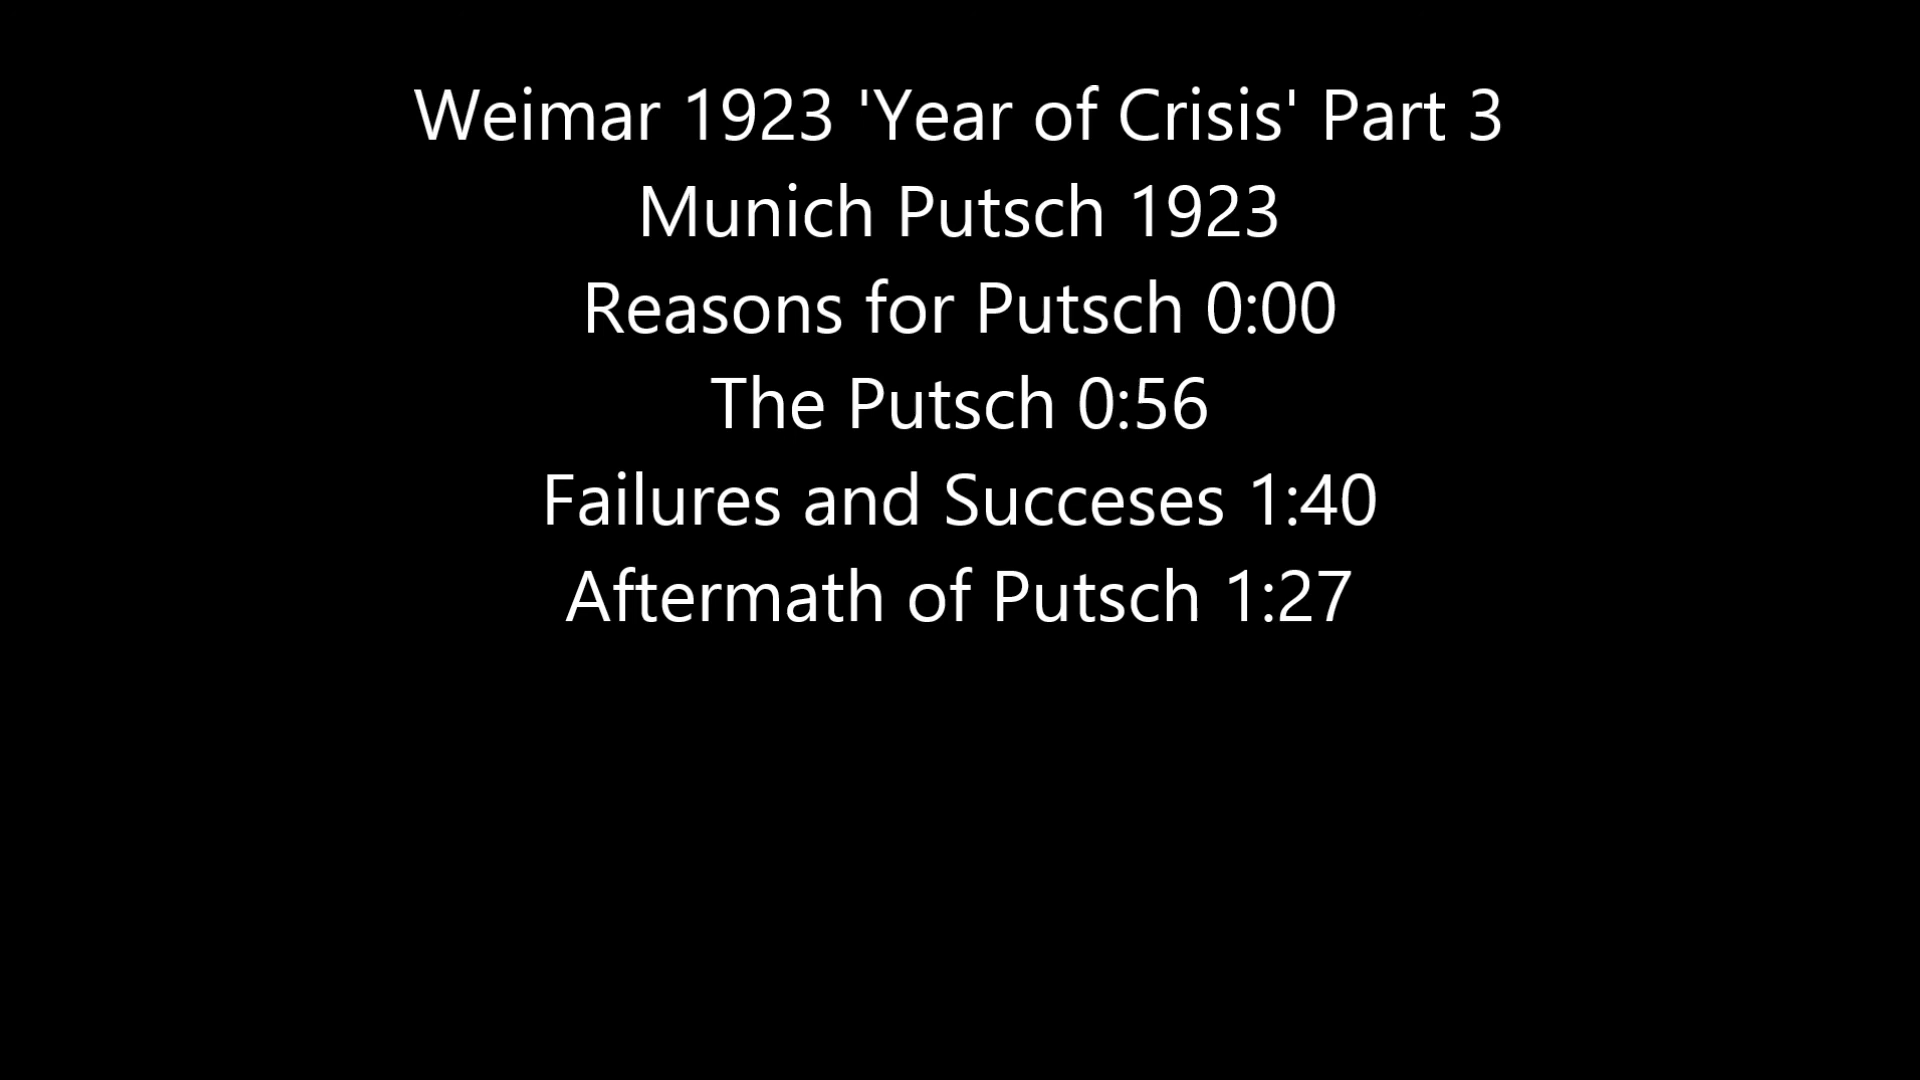 Weimar 1923 'Year of Crisis' Part 3
Munich Putsch 1923
Reasons for Putsch 0:00
The Putsch 0:56
Failures and Succeses 1:40
Aftermath of Putsch 1:27